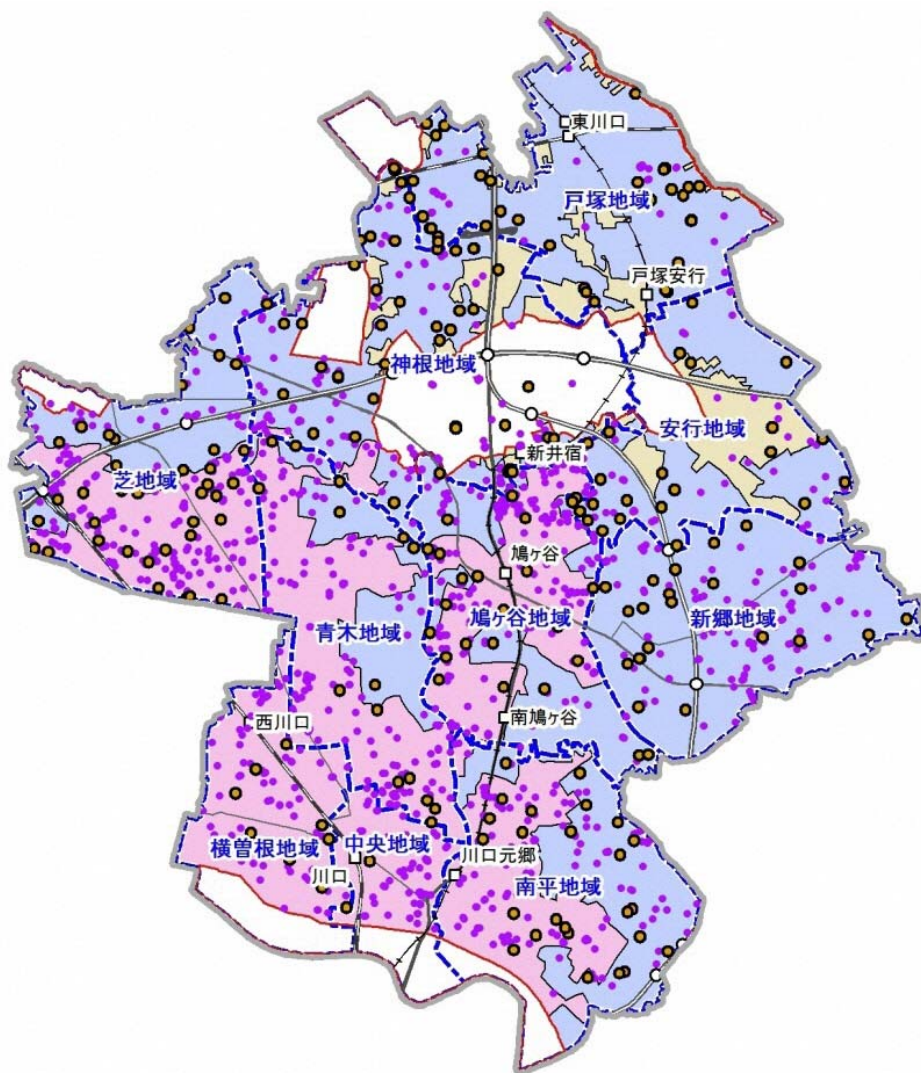 東川口
戸塚地域
戸塚安行
神根地域
安行地域
新井宿
芝地域
鳩ヶ谷
青木地域
鳩ヶ谷地域
新郷地域
西川口
南鳩ヶ谷
横曽根地域
中央地域
川口元郷
川口
南平地域